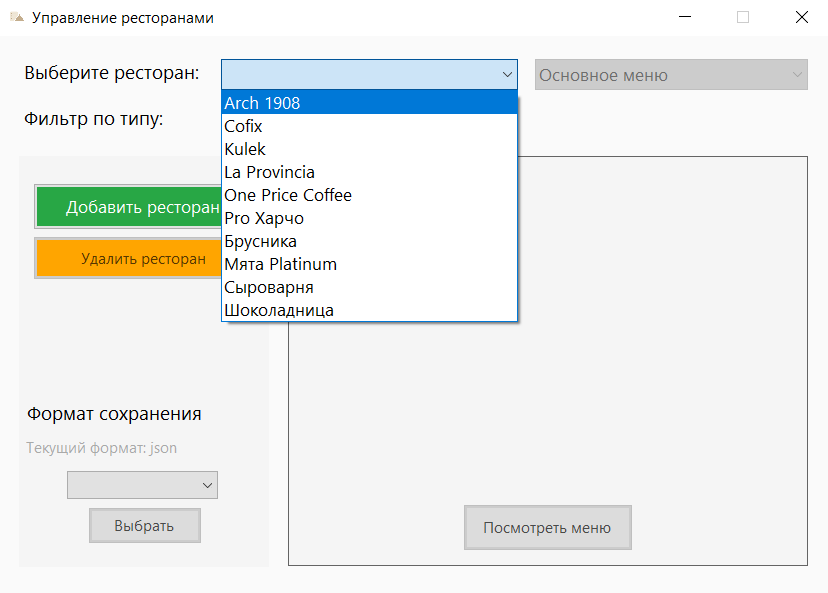 Управление ресторанами
Выберите ресторан:
Основное меню
Фильтр по типу:
Arch 1908
Cofix
Kulek
La Provincia
One Price Coffee
Pro Харчо
Брусника
Мята Platinum
Сыроварня
Шоколадница
Добавить ресторан
Удалить ресторан
Формат сохранения
Текущий формат: json
Выбрать
Посмотреть меню